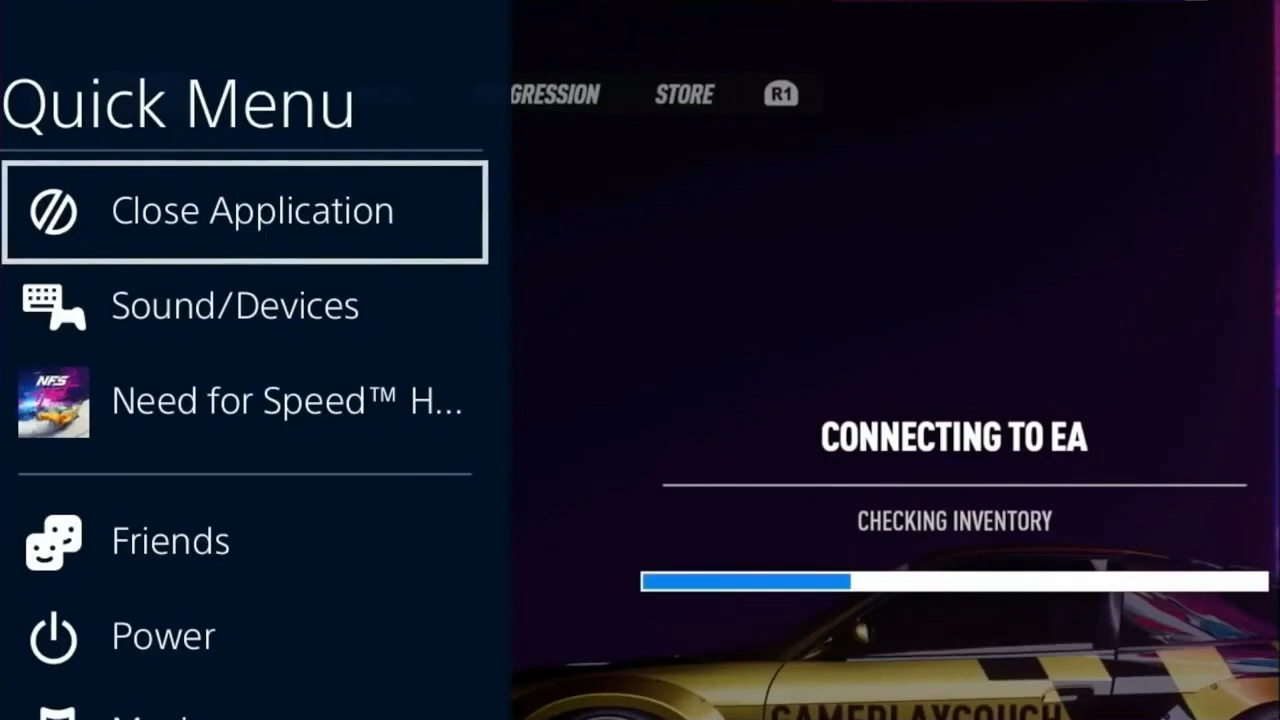 Quick Menu
GRESSION STORE R1
Close Application
Sound/Devices
NFS
Need for Speed™ H...
CONNECTING TO EA
CHECKING INVENTORY
Friends
Power
GAMEPLAYCOUCH